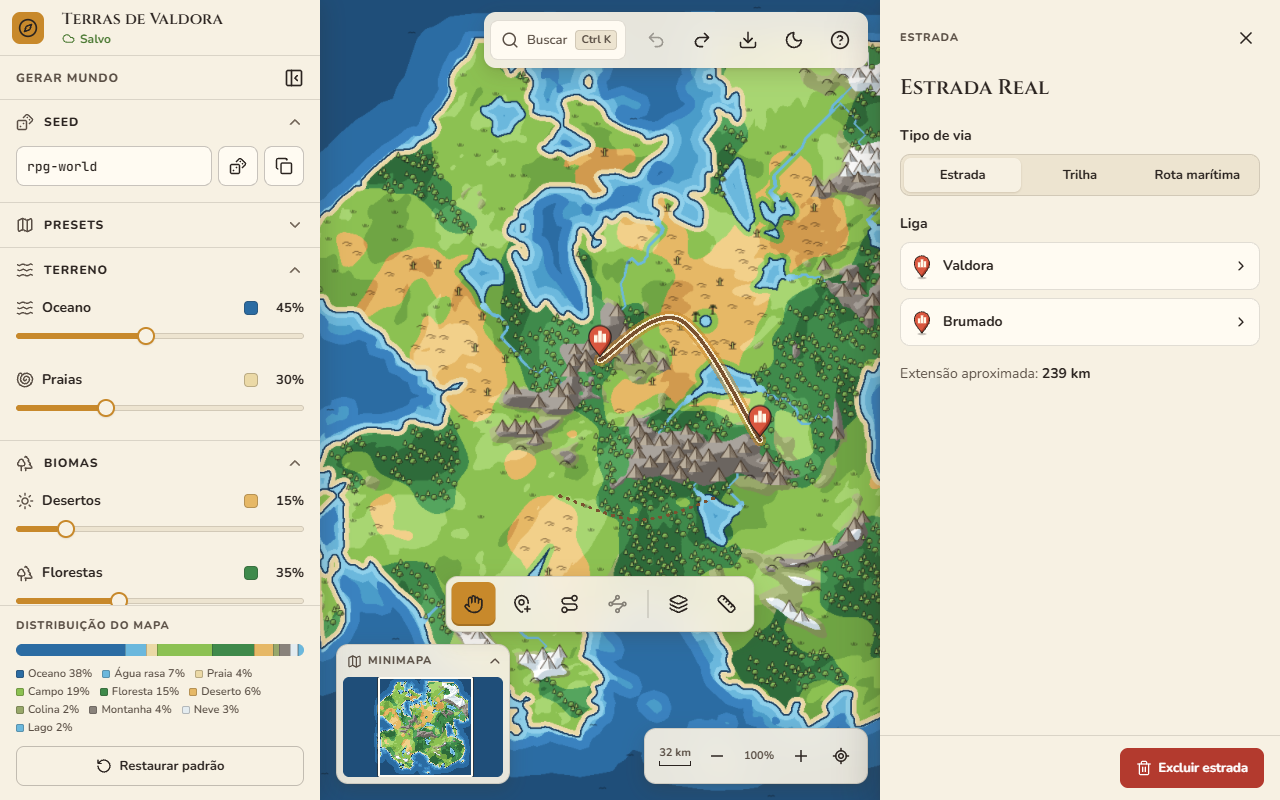 Terras de Valdora
Salvo
GERAR MUNDO
SEED
rpg-world
PRESETS
TERRENO
Oceano 45%
Praias 30%
BIOMAS
Desertos 15%
Florestas 35%
DISTRIBUIÇÃO DO MAPA
Oceano 38% Água rasa 7% Praia 4%
Campo 19% Floresta 15% Deserto 6%
Colina 2% Montanha 4% Neve 3%
Lago 2%
Restaurar padrão
Buscar Ctrl K
MINIMAPA
32 km 100%
ESTRADA
Estrada Real
Tipo de via
Estrada Trilha Rota marítima
Liga
Valdora
Brumado
Extensão aproximada: 239 km
Excluir estrada